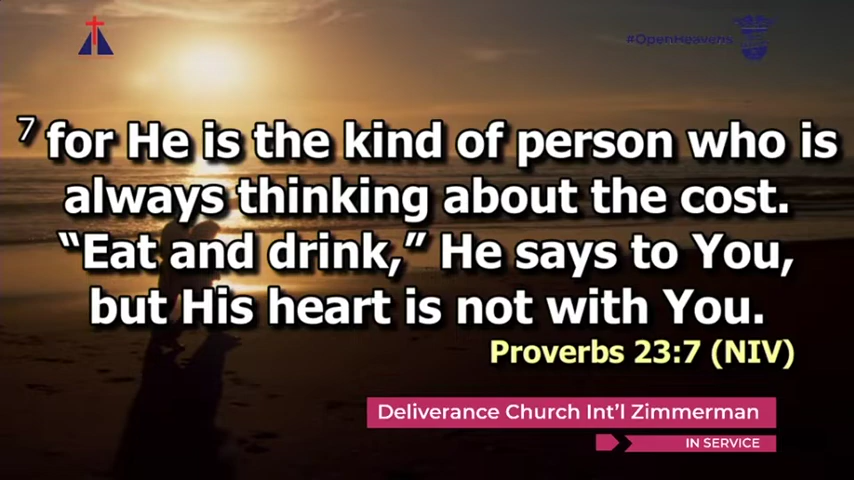 #OpenHeavens
7 for He is the kind of person who is
always thinking about the cost.
“Eat and drink,” He says to You,
but His heart is not with You.
Proverbs 23:7 (NIV)
Deliverance Church Int'l Zimmerman
IN SERVICE